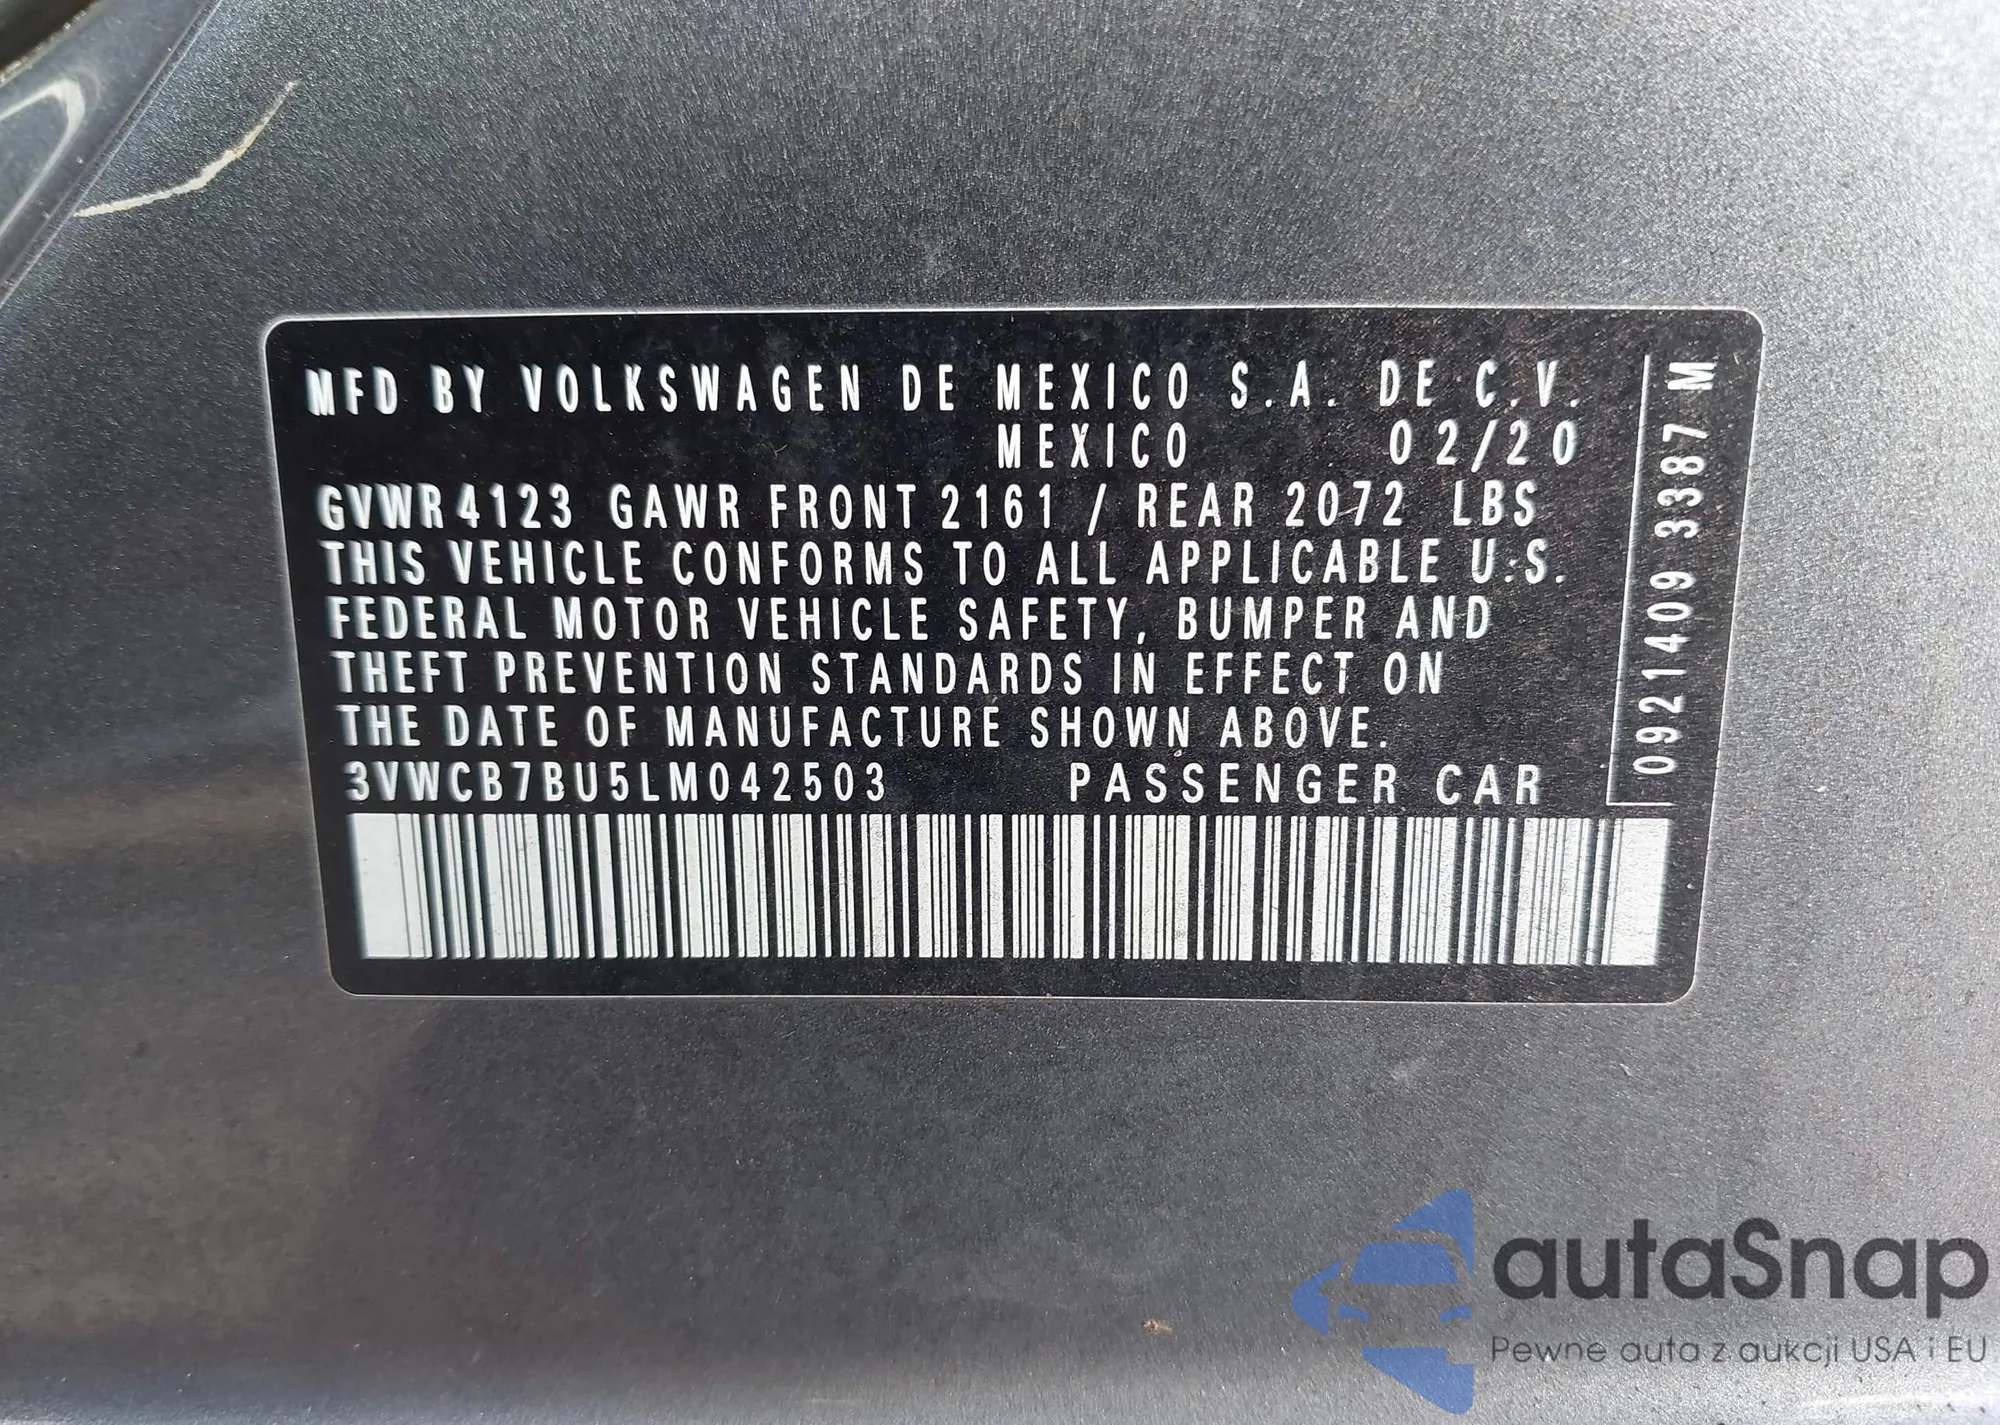 MFD BY VOLKSWAGEN DE MEXICO S.A. DE C.V.
MEXICO 02/20
GVWR 4123 GAWR FRONT 2161 / REAR 2072 LBS
THIS VEHICLE CONFORMS TO ALL APPLICABLE U.S.
FEDERAL MOTOR VEHICLE SAFETY, BUMPER AND
THEFT PREVENTION STANDARDS IN EFFECT ON
THE DATE OF MANUFACTURE SHOWN ABOVE.
3VWCB7BU5LM042503 PASSENGER CAR
0921409 3387 M
autaSnap
Pewne auta z aukcji USA i EU